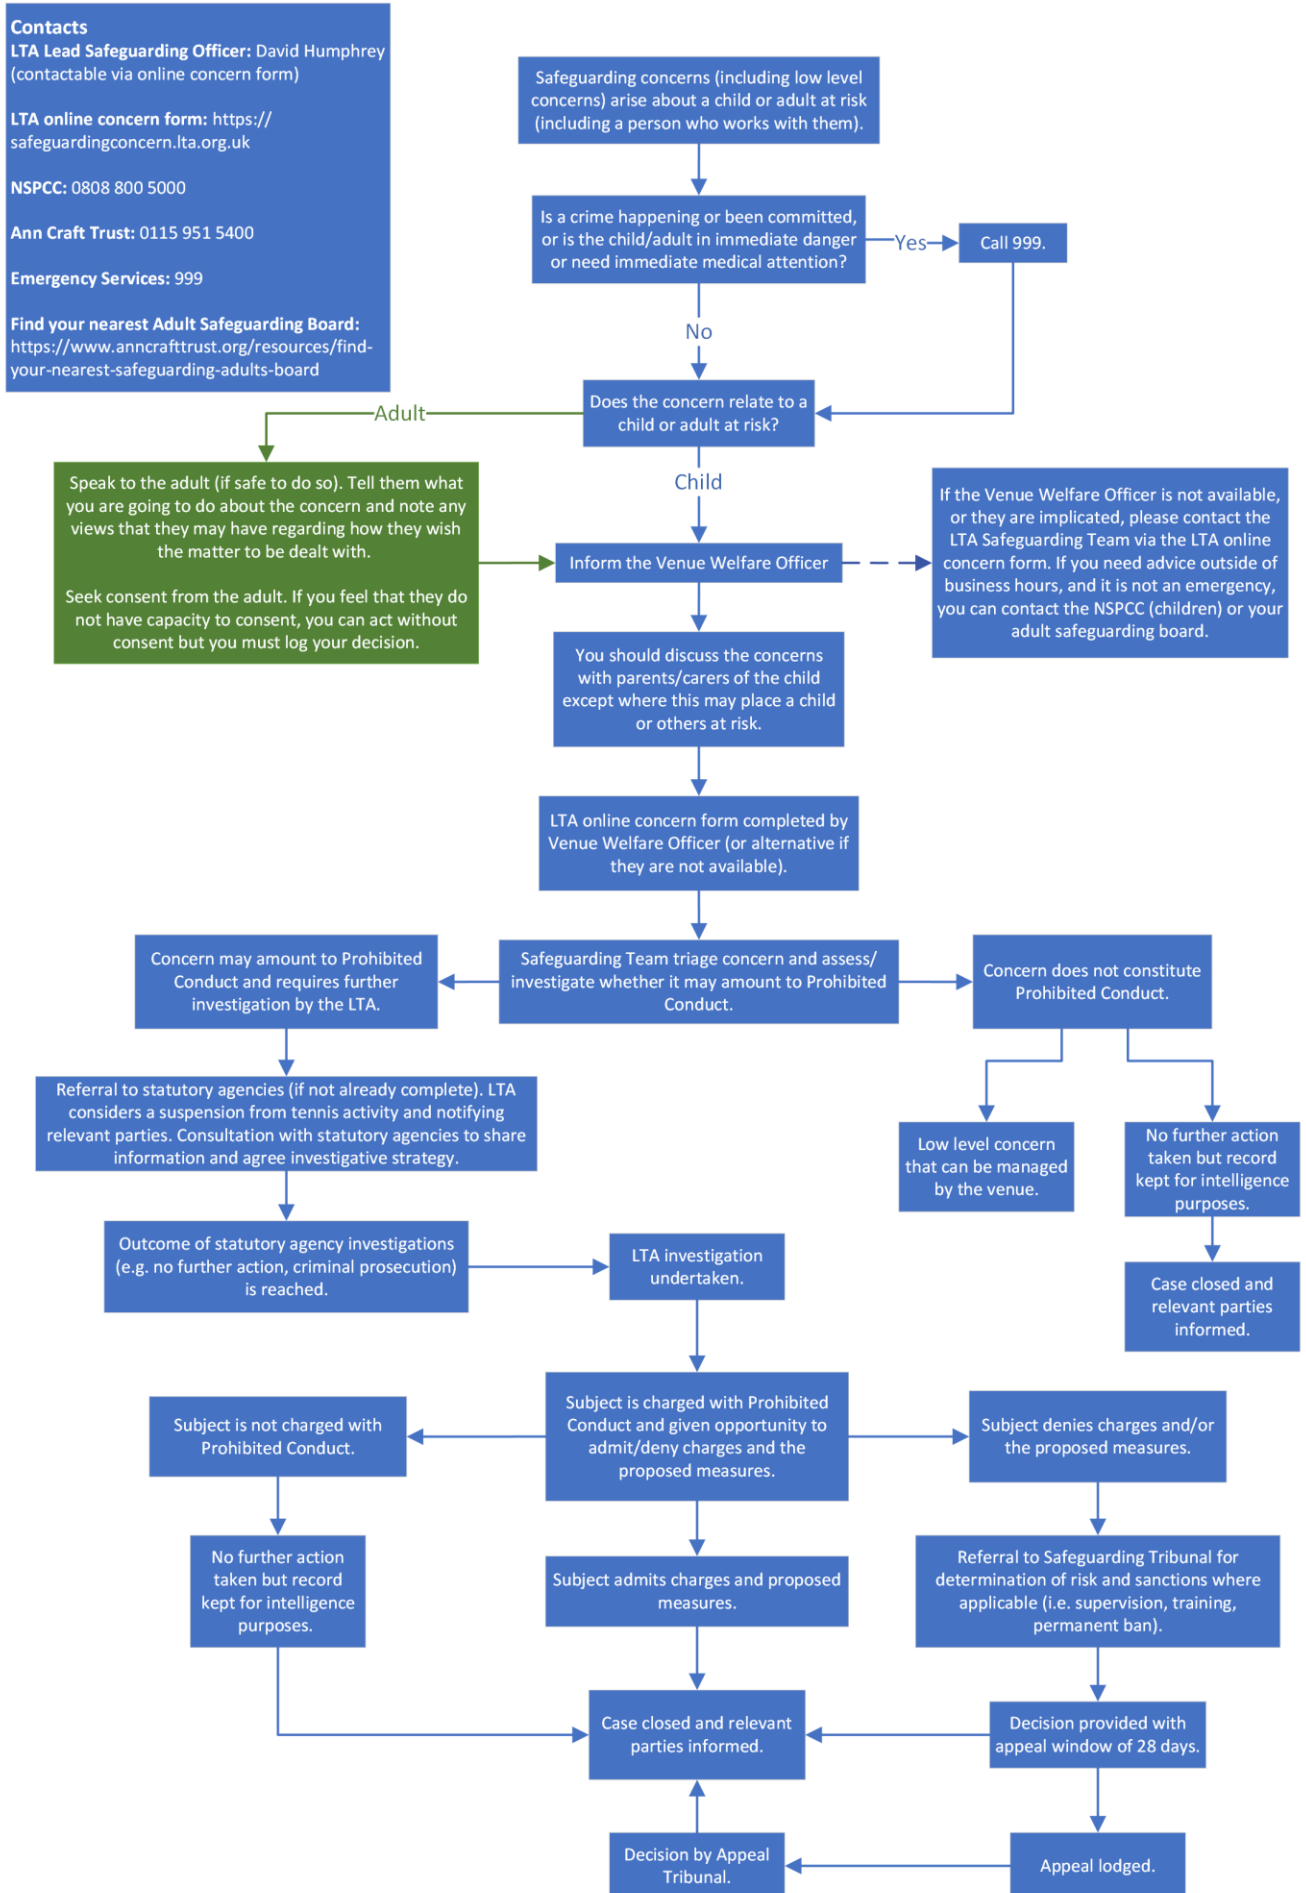 Contacts
LTA Lead Safeguarding Officer: David Humphrey
(contactable via online concern form)
LTA online concern form: https://
safeguardingconcern.lta.org.uk
NSPCC: 0808 800 5000
Ann Craft Trust: 0115 951 5400
Emergency Services: 999
Find your nearest Adult Safeguarding Board:
https://www.anncrafttrust.org/resources/find-
your-nearest-safeguarding-adults-board
Safeguarding concerns (including low level
concerns) arise about a child or adult at risk
(including a person who works with them).
Is a crime happening or been committed,
or is the child/adult in immediate danger
or need immediate medical attention?
Yes
Call 999.
No
Does the concern relate to a
child or adult at risk?
Adult
Child
Speak to the adult (if safe to do so). Tell them what
you are going to do about the concern and note any
views that they may have regarding how they wish
the matter to be dealt with.
Seek consent from the adult. If you feel that they do
not have capacity to consent, you can act without
consent but you must log your decision.
Inform the Venue Welfare Officer
If the Venue Welfare Officer is not available,
or they are implicated, please contact the
LTA Safeguarding Team via the LTA online
concern form. If you need advice outside of
business hours, and it is not an emergency,
you can contact the NSPCC (children) or your
adult safeguarding board.
You should discuss the concerns
with parents/carers of the child
except where this may place a child
or others at risk.
LTA online concern form completed by
Venue Welfare Officer (or alternative if
they are not available).
Concern may amount to Prohibited
Conduct and requires further
investigation by the LTA.
Safeguarding Team triage concern and assess/
investigate whether it may amount to Prohibited
Conduct.
Concern does not constitute
Prohibited Conduct.
Referral to statutory agencies (if not already complete). LTA
considers a suspension from tennis activity and notifying
relevant parties. Consultation with statutory agencies to share
information and agree investigative strategy.
Low level concern
that can be managed
by the venue.
No further action
taken but record
kept for intelligence
purposes.
Outcome of statutory agency investigations
(e.g. no further action, criminal prosecution)
is reached.
LTA investigation
undertaken.
Case closed and
relevant parties
informed.
Subject is not charged with
Prohibited Conduct.
Subject is charged with Prohibited
Conduct and given opportunity to
admit/deny charges and the
proposed measures.
Subject denies charges and/or
the proposed measures.
No further action
taken but record
kept for intelligence
purposes.
Subject admits charges and proposed
measures.
Referral to Safeguarding Tribunal for
determination of risk and sanctions where
applicable (i.e. supervision, training,
permanent ban).
Case closed and relevant
parties informed.
Decision provided with
appeal window of 28 days.
Decision by Appeal
Tribunal.
Appeal lodged.